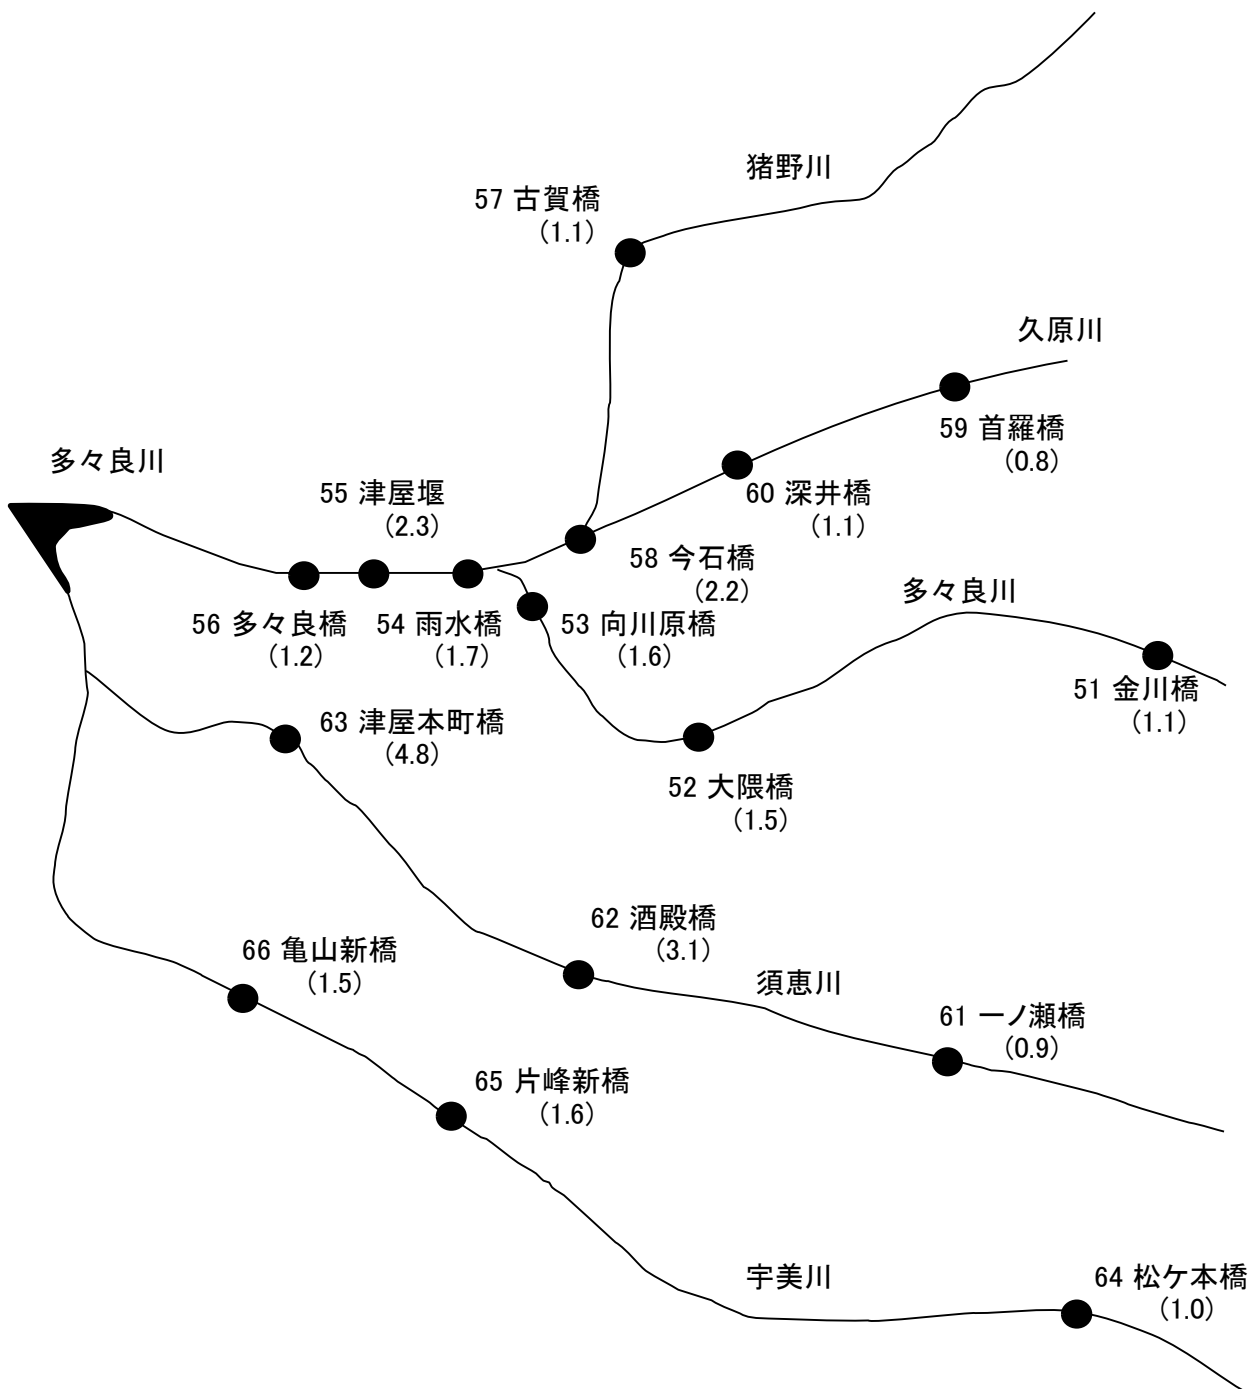 猪野川
57 古賀橋
(1.1)
久原川
59 首羅橋
(0.8)
多々良川
55 津屋堰
(2.3)
60 深井橋
(1.1)
58 今石橋
(2.2)
多々良川
56 多々良橋
(1.2)
54 雨水橋
(1.7)
53 向川原橋
(1.6)
51 金川橋
(1.1)
63 津屋本町橋
(4.8)
52 大隈橋
(1.5)
62 酒殿橋
(3.1)
66 亀山新橋
(1.5)
須恵川
61 一ノ瀬橋
(0.9)
65 片峰新橋
(1.6)
宇美川
64 松ケ本橋
(1.0)